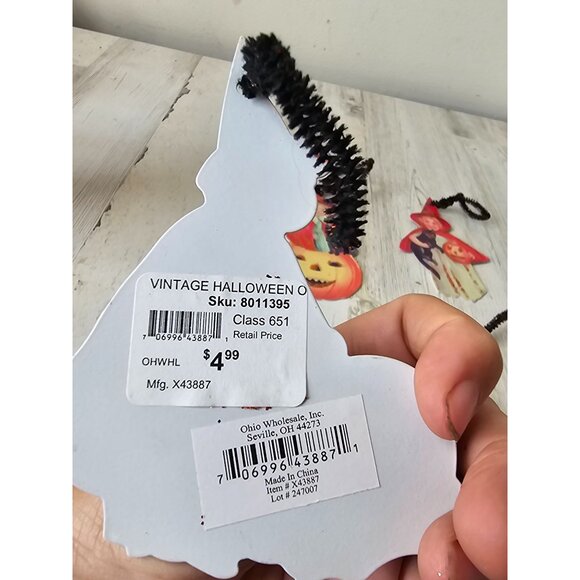 VINTAGE HALLOWEEN O
Sku: 8011395
Class 651
7 06996 43887 1 Retail Price
$4.99
OHWHL
Mfg. X43887
Ohio Wholesale, Inc.
Seville, OH 44273
7 06996 43887 1
Made In China
Item # X43887
Lot # 247007